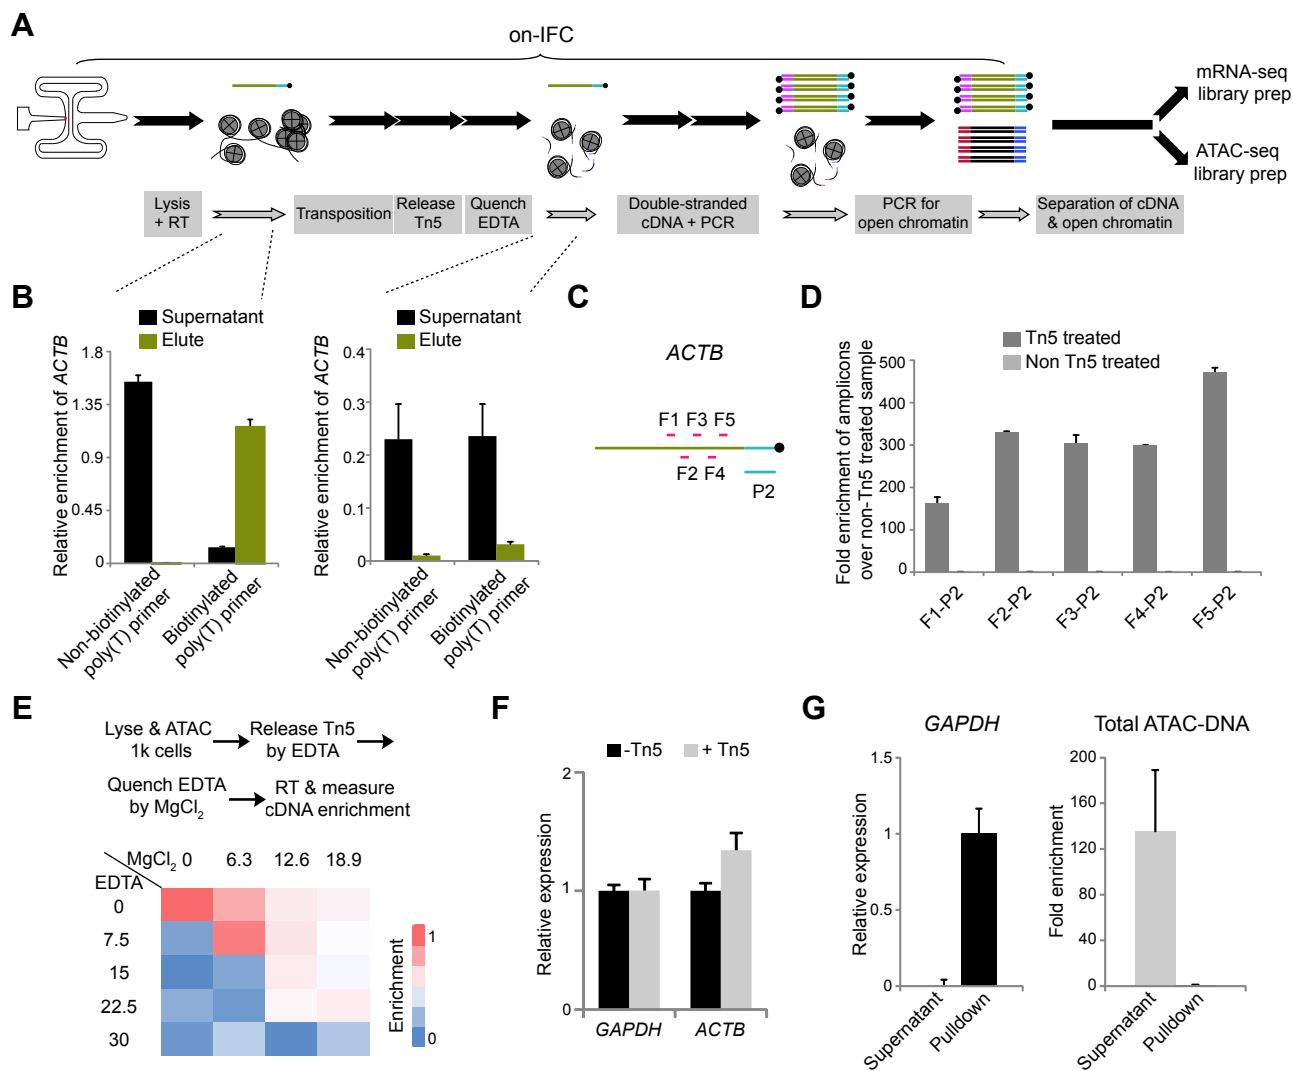 A
on-IFC
mRNA-seq
library prep
ATAC-seq
library prep
Lysis
+ RT
Transposition
Release
Tn5
Quench
EDTA
Double-stranded
cDNA + PCR
PCR for
open chromatin
Separation of cDNA
& open chromatin
B
Supernatant
Elute
Relative enrichment of ACTB
1.8
1.35
0.9
0.45
0
Non-biotinylated
poly(T) primer
Biotinylated
poly(T) primer
Supernatant
Elute
Relative enrichment of ACTB
0.4
0.3
0.2
0.1
0
Non-biotinylated
poly(T) primer
Biotinylated
poly(T) primer
C
ACTB
F1 F3 F5
F2 F4
P2
D
Tn5 treated
Non Tn5 treated
Fold enrichment of amplicons
over non-Tn5 treated sample
500
400
300
200
100
0
F1-P2
F2-P2
F3-P2
F4-P2
F5-P2
E
Lyse & ATAC
1k cells
Release Tn5
by EDTA
Quench EDTA
by MgCl2
RT & measure
cDNA enrichment
MgCl2 0 6.3 12.6 18.9
EDTA
0
7.5
15
22.5
30
Enrichment
1
0
F
-Tn5
+ Tn5
Relative expression
2
1
0
GAPDH
ACTB
G
GAPDH
Relative expression
1.5
1
0.5
0
Supernatant
Pulldown
Total ATAC-DNA
Fold enrichment
200
160
120
80
40
0
Supernatant
Pulldown